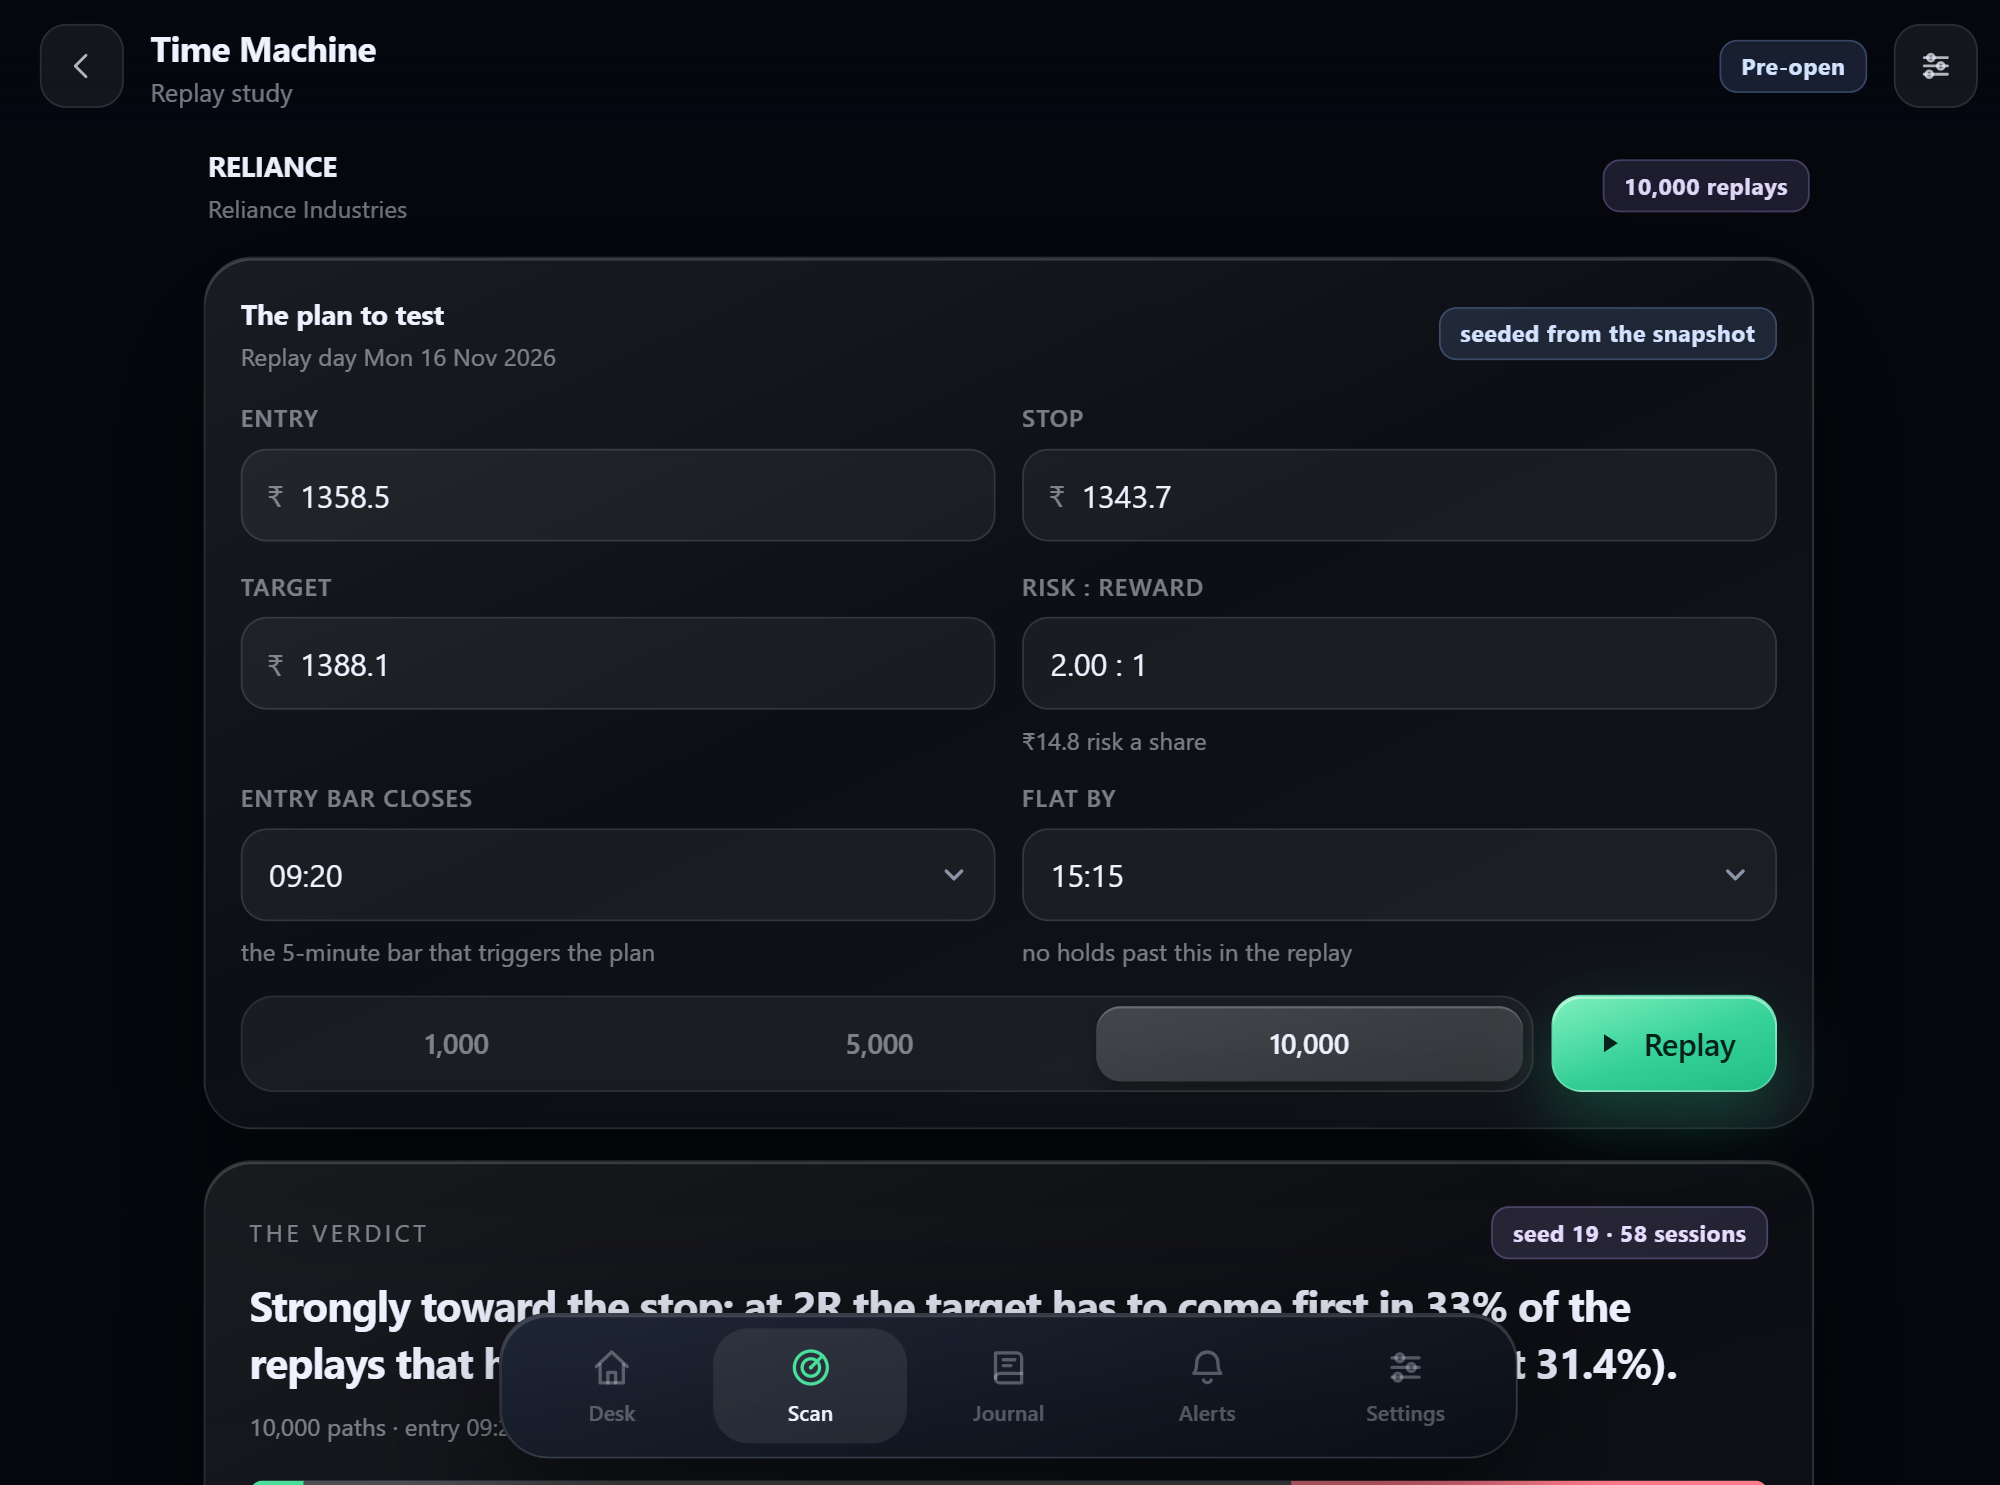 Time Machine
Replay study
Pre-open
RELIANCE
Reliance Industries
10,000 replays
The plan to test
Replay day Mon 16 Nov 2026
seeded from the snapshot
ENTRY
STOP
₹ 1358.5
₹ 1343.7
TARGET
RISK : REWARD
₹ 1388.1
2.00 : 1
₹14.8 risk a share
ENTRY BAR CLOSES
FLAT BY
09:20
15:15
the 5-minute bar that triggers the plan
no holds past this in the replay
1,000
5,000
10,000
Replay
THE VERDICT
seed 19 · 58 sessions
Strongly toward the stop: at 2R the target has to come first in 33% of the
replays that
31.4%).
10,000 paths · entry
Desk
Scan
Journal
Alerts
Settings